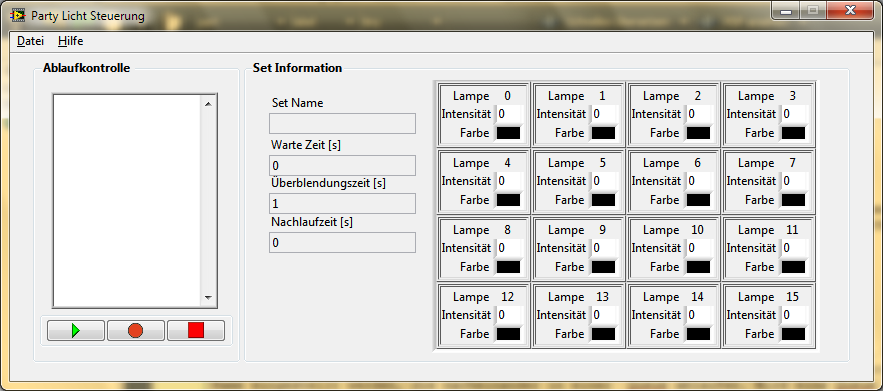 Party Licht Steuerung
Datei Hilfe
Ablaufkontrolle
Set Information
Set Name
Warte Zeit [s]
0
Überblendungszeit [s]
1
Nachlaufzeit [s]
0
Lampe 0 Lampe 1 Lampe 2 Lampe 3
Intensität 0 Intensität 0 Intensität 0 Intensität 0
Farbe Farbe Farbe Farbe
Lampe 4 Lampe 5 Lampe 6 Lampe 7
Intensität 0 Intensität 0 Intensität 0 Intensität 0
Farbe Farbe Farbe Farbe
Lampe 8 Lampe 9 Lampe 10 Lampe 11
Intensität 0 Intensität 0 Intensität 0 Intensität 0
Farbe Farbe Farbe Farbe
Lampe 12 Lampe 13 Lampe 14 Lampe 15
Intensität 0 Intensität 0 Intensität 0 Intensität 0
Farbe Farbe Farbe Farbe